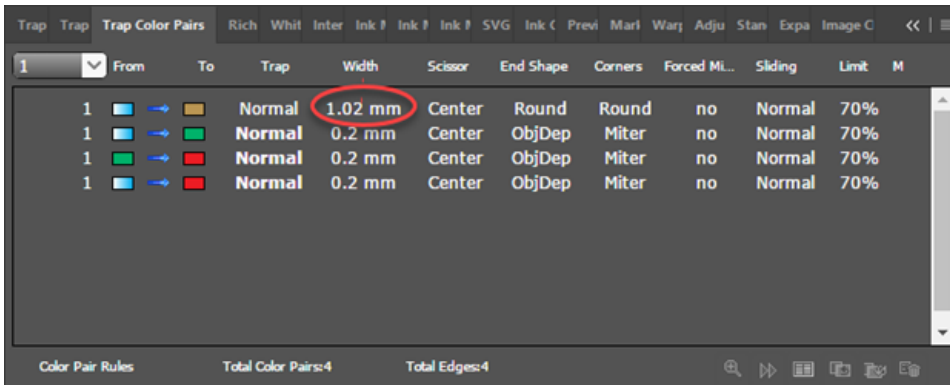 Trap Trap Trap Color Pairs Rich Whit Inter Ink Ink Ink SVG Ink Previ Marl Warp Adju Stan Expa Image C
1 From To Trap Width Scissor End Shape Corners Forced Mi... Sliding Limit M
1 Normal 1.02 mm Center Round Round no Normal 70%
1 Normal 0.2 mm Center ObjDep Miter no Normal 70%
1 Normal 0.2 mm Center ObjDep Miter no Normal 70%
1 Normal 0.2 mm Center ObjDep Miter no Normal 70%
Color Pair Rules Total Color Pairs:4 Total Edges:4